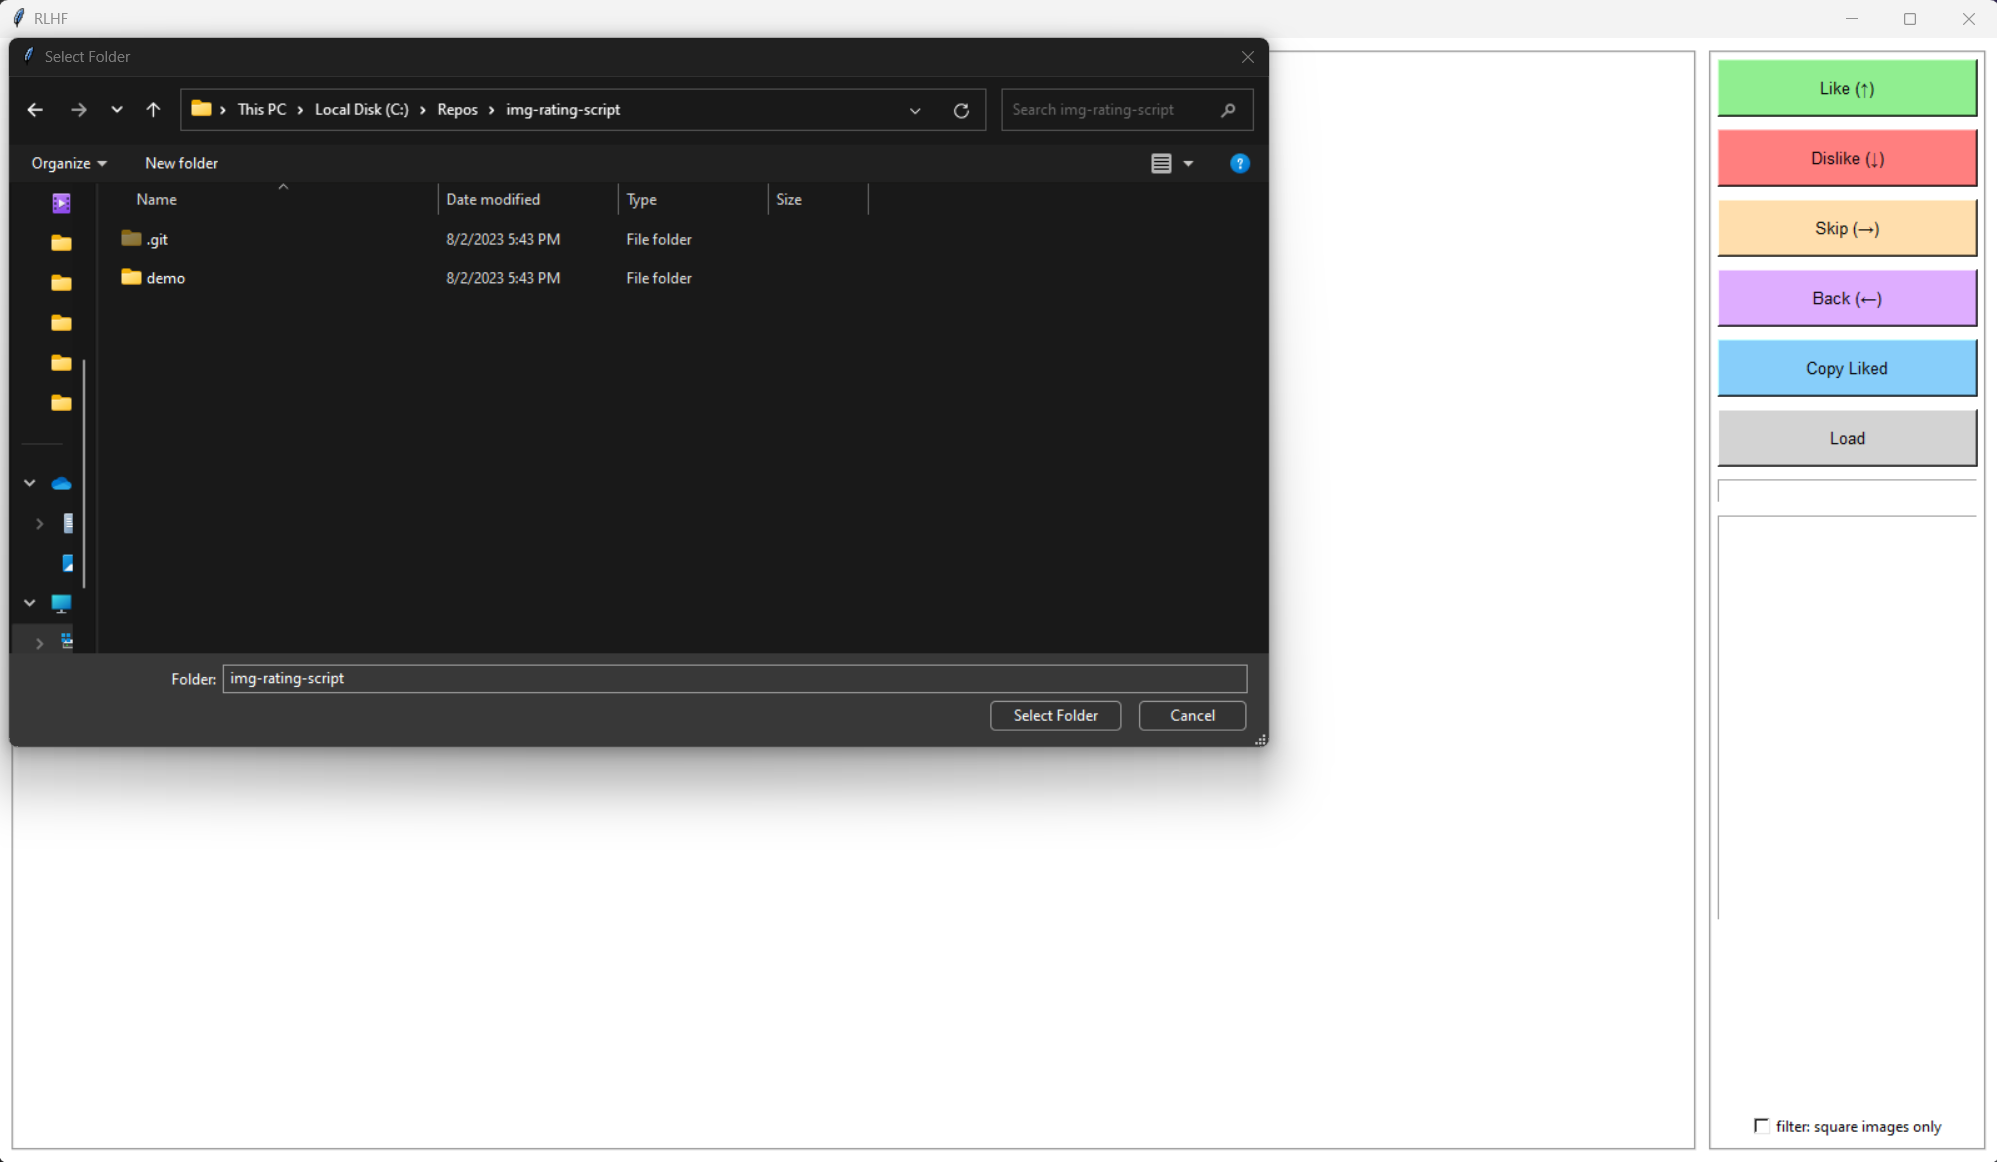 RLHF
Select Folder
This PC > Local Disk (C:) > Repos > img-rating-script
Search img-rating-script
Organize
New folder
?
Name Date modified Type Size
.git 8/2/2023 5:43 PM File folder
demo 8/2/2023 5:43 PM File folder
Folder: img-rating-script
Select Folder
Cancel
Like (↑)
Dislike (↓)
Skip (→)
Back (←)
Copy Liked
Load
filter: square images only